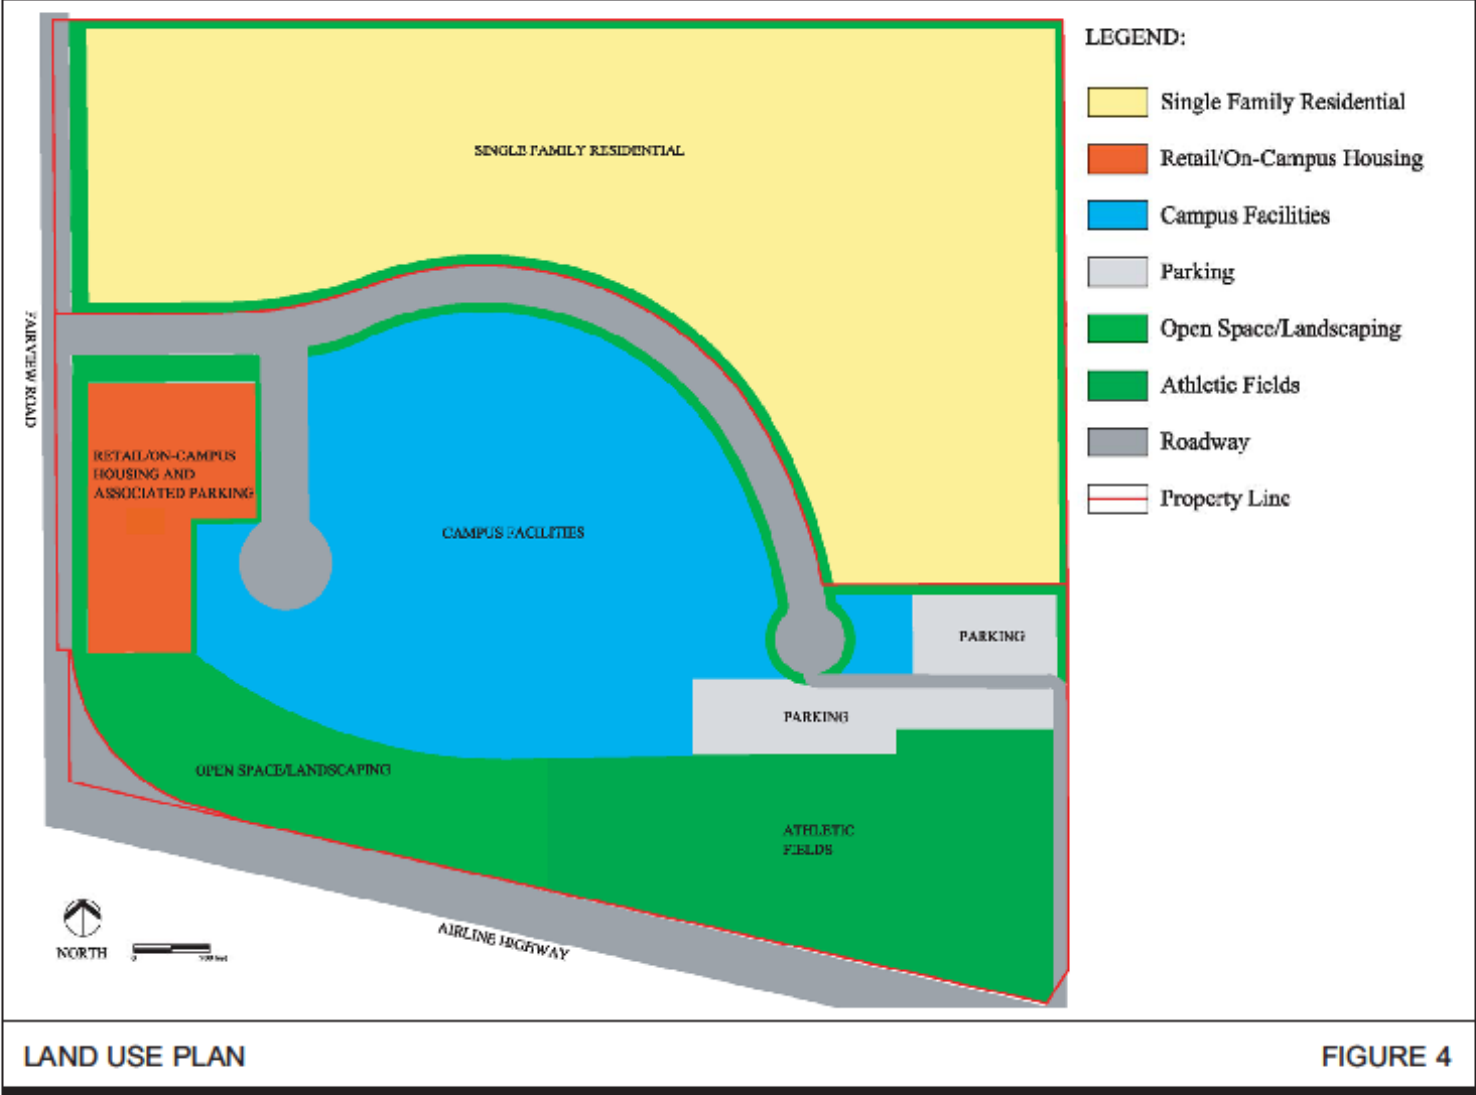 LEGEND:
Single Family Residential
Retail/On-Campus Housing
Campus Facilities
Parking
Open Space/Landscaping
Athletic Fields
Roadway
Property Line
SINGLE FAMILY RESIDENTIAL
FAIRVIEW ROAD
RETAIL/ON-CAMPUS
HOUSING AND
ASSOCIATED PARKING
CAMPUS FACILITIES
PARKING
PARKING
OPEN SPACE/LANDSCAPING
ATHLETIC
FIELDS
AIRLINE HIGHWAY
NORTH
0
LAND USE PLAN
FIGURE 4